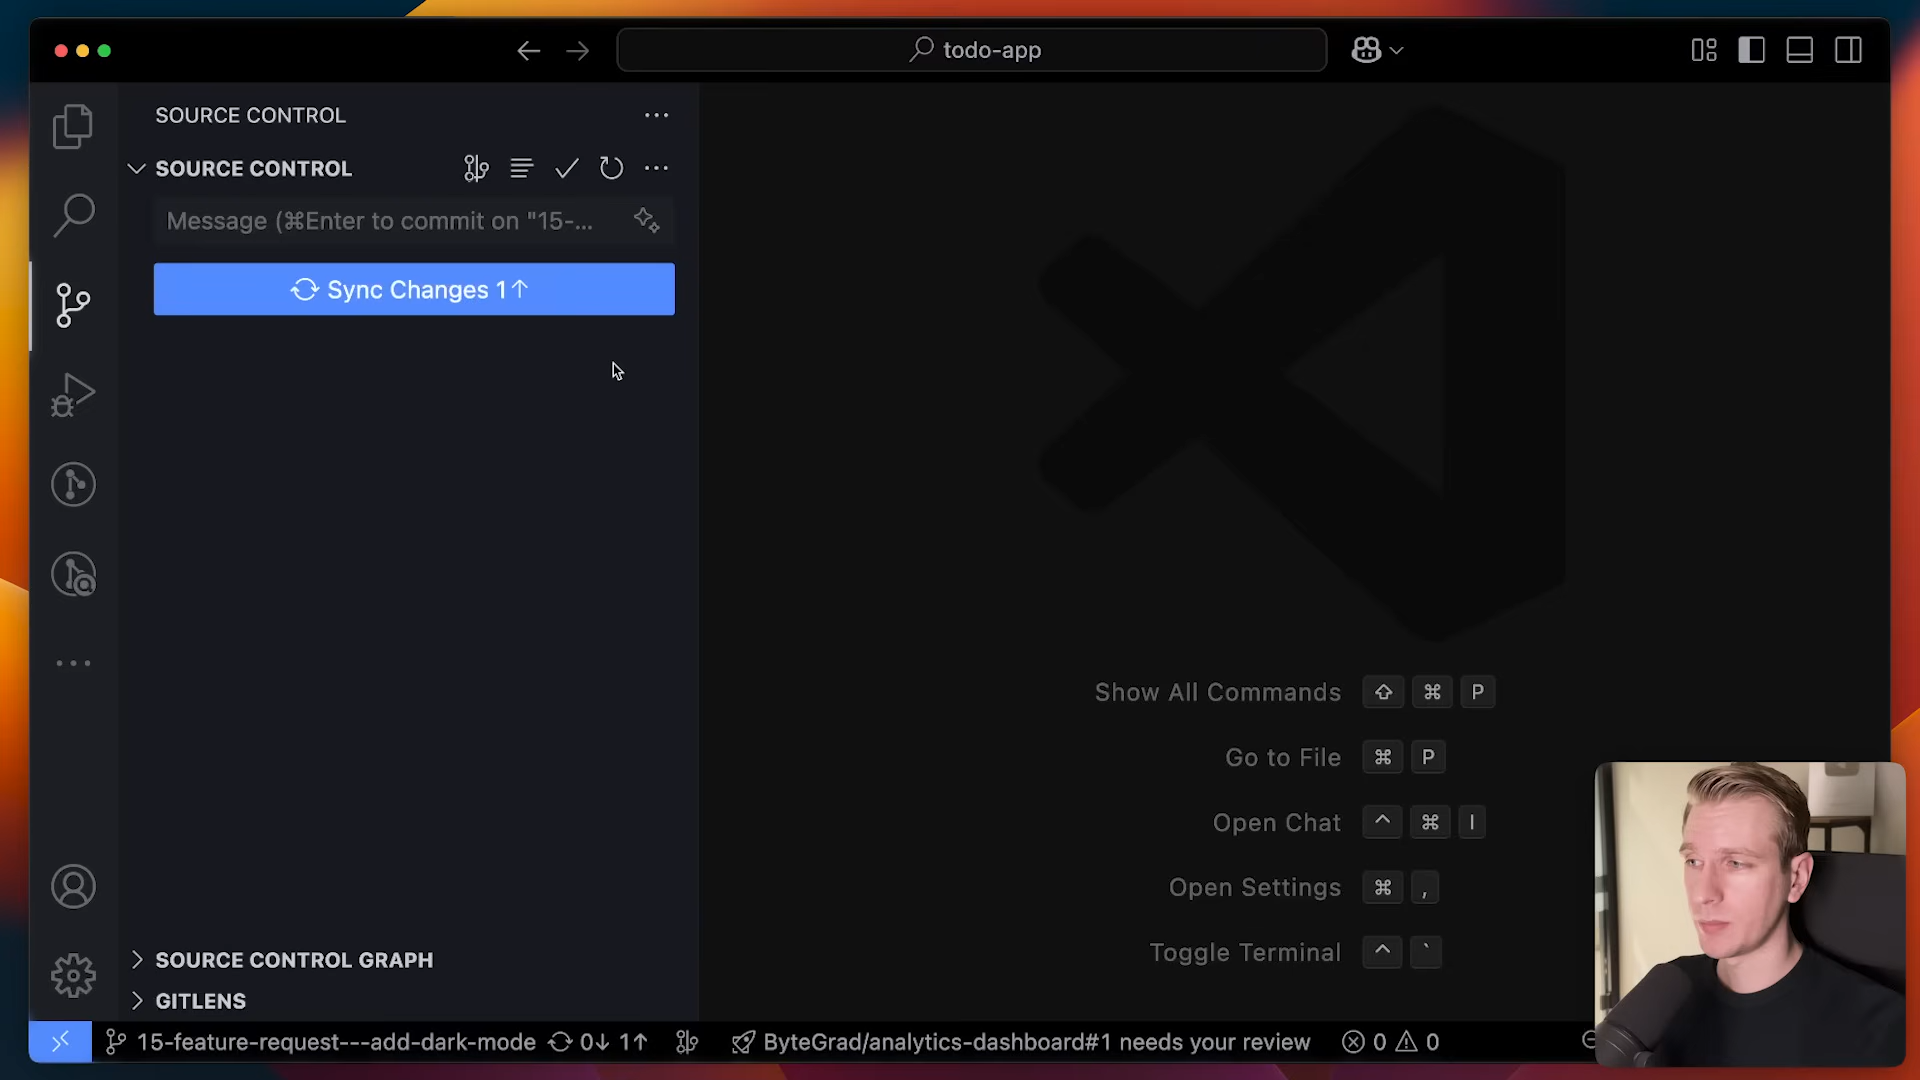 todo-app
SOURCE CONTROL
SOURCE CONTROL
Message (⌘Enter to commit on "15-...
Sync Changes 1↑
Show All Commands ⇧ ⌘ P
Go to File ⌘ P
Open Chat ^ ⌘ I
Open Settings ⌘ ,
Toggle Terminal ^ `
SOURCE CONTROL GRAPH
GITLENS
15-feature-request---add-dark-mode 0↓ 1↑ ByteGrad/analytics-dashboard#1 needs your review 0 0